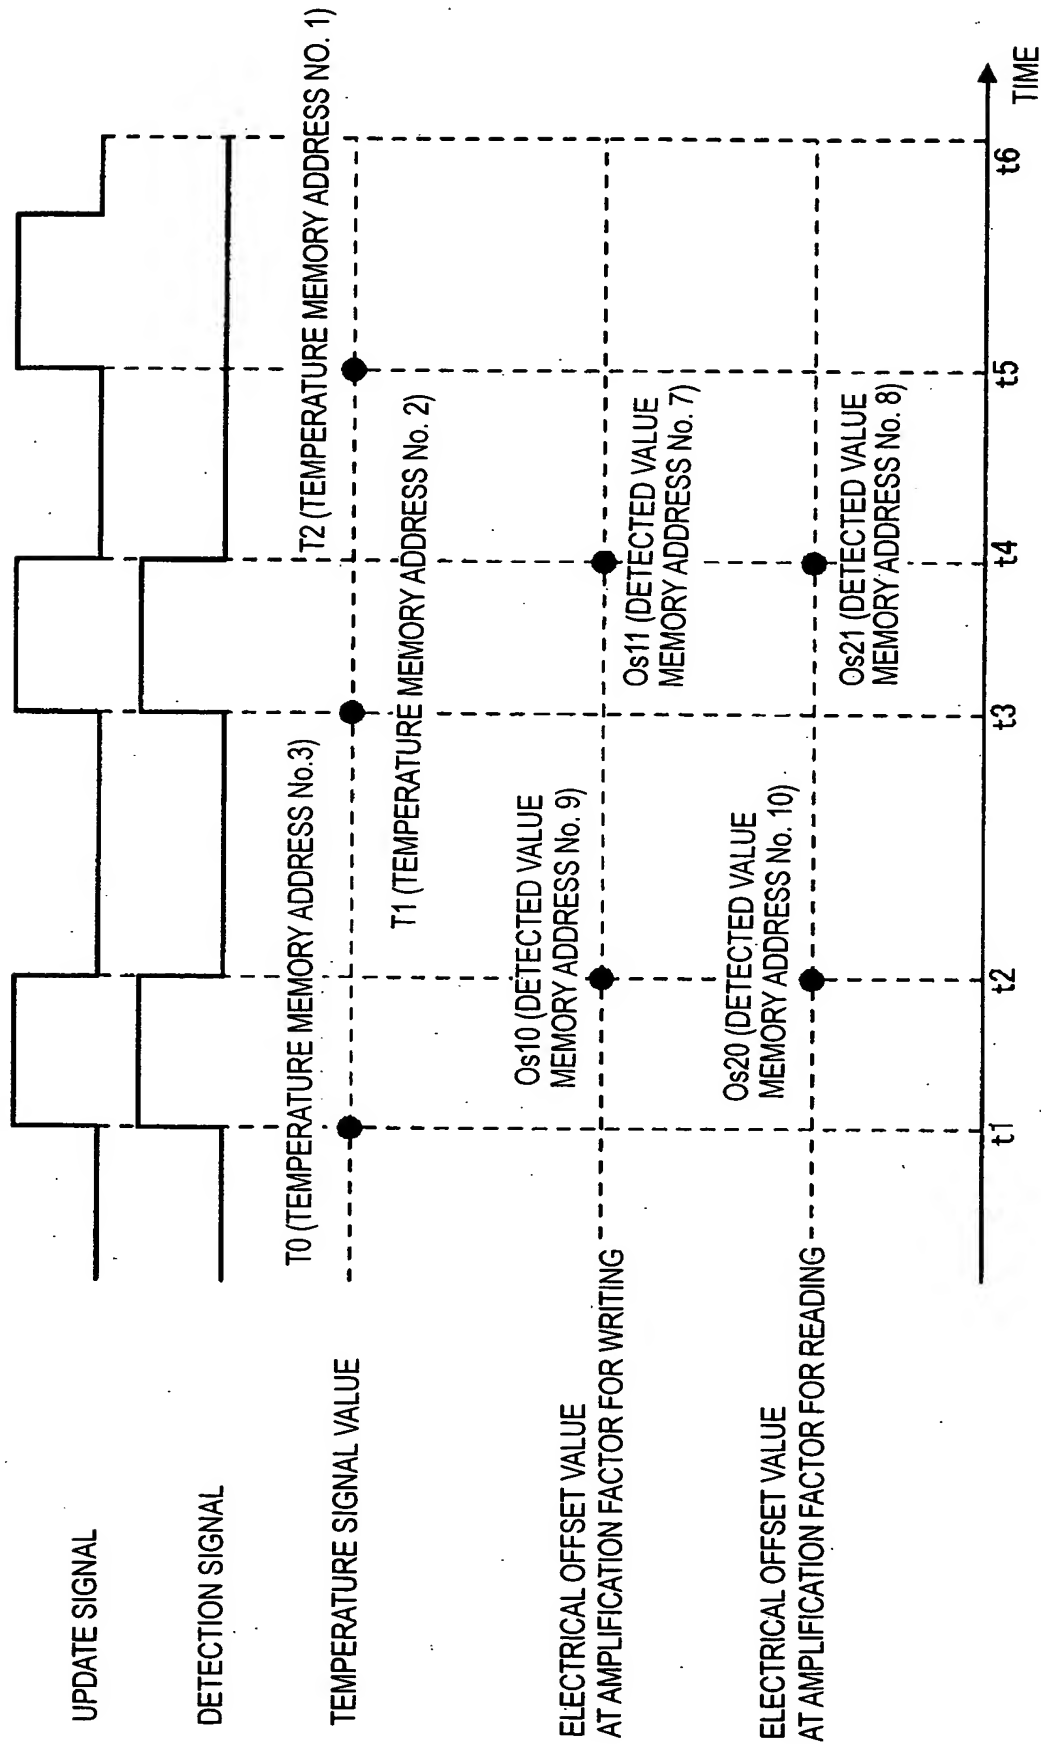 UPDATE SIGNAL
DETECTION SIGNAL
TEMPERATURE SIGNAL VALUE
T0 (TEMPERATURE MEMORY ADDRESS No.3)
T1 (TEMPERATURE MEMORY ADDRESS No. 2)
T2 (TEMPERATURE MEMORY ADDRESS NO. 1)
ELECTRICAL OFFSET VALUE
AT AMPLIFICATION FACTOR FOR WRITING
Os10 (DETECTED VALUE
MEMORY ADDRESS No. 9)
Os11 (DETECTED VALUE
MEMORY ADDRESS No. 7)
ELECTRICAL OFFSET VALUE
AT AMPLIFICATION FACTOR FOR READING
Os20 (DETECTED VALUE
MEMORY ADDRESS No. 10)
Os21 (DETECTED VALUE
MEMORY ADDRESS No. 8)
t1 t2 t3 t4 t5 t6
TIME